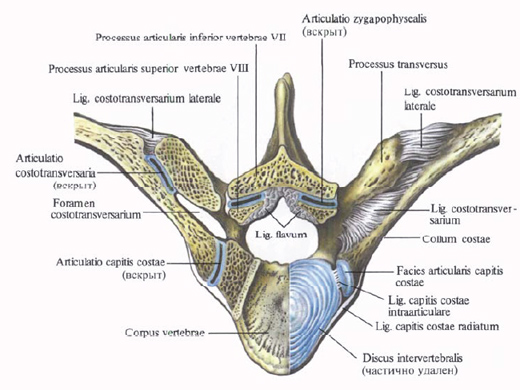 Articulatio zygapophysealis
(вскрыт)
Processus articularis inferior vertebrae VII
Processus articularis superior vertebrae VIII
Processus transversus
Lig. costotransversarium laterale
Lig. costotransversarium
laterale
Articulatio
costotransversaria
(вскрыт)
Foramen
costotransversarium
Lig. costotransver-
sarium
Lig. flavum
Collum costae
Articulatio capitis costae
(вскрыт)
Facies articularis capitis
costae
Lig. capitis costae
intraarticulare
Lig. capitis costae radiatum
Corpus vertebrae
Discus intervertebralis
(частично удален)